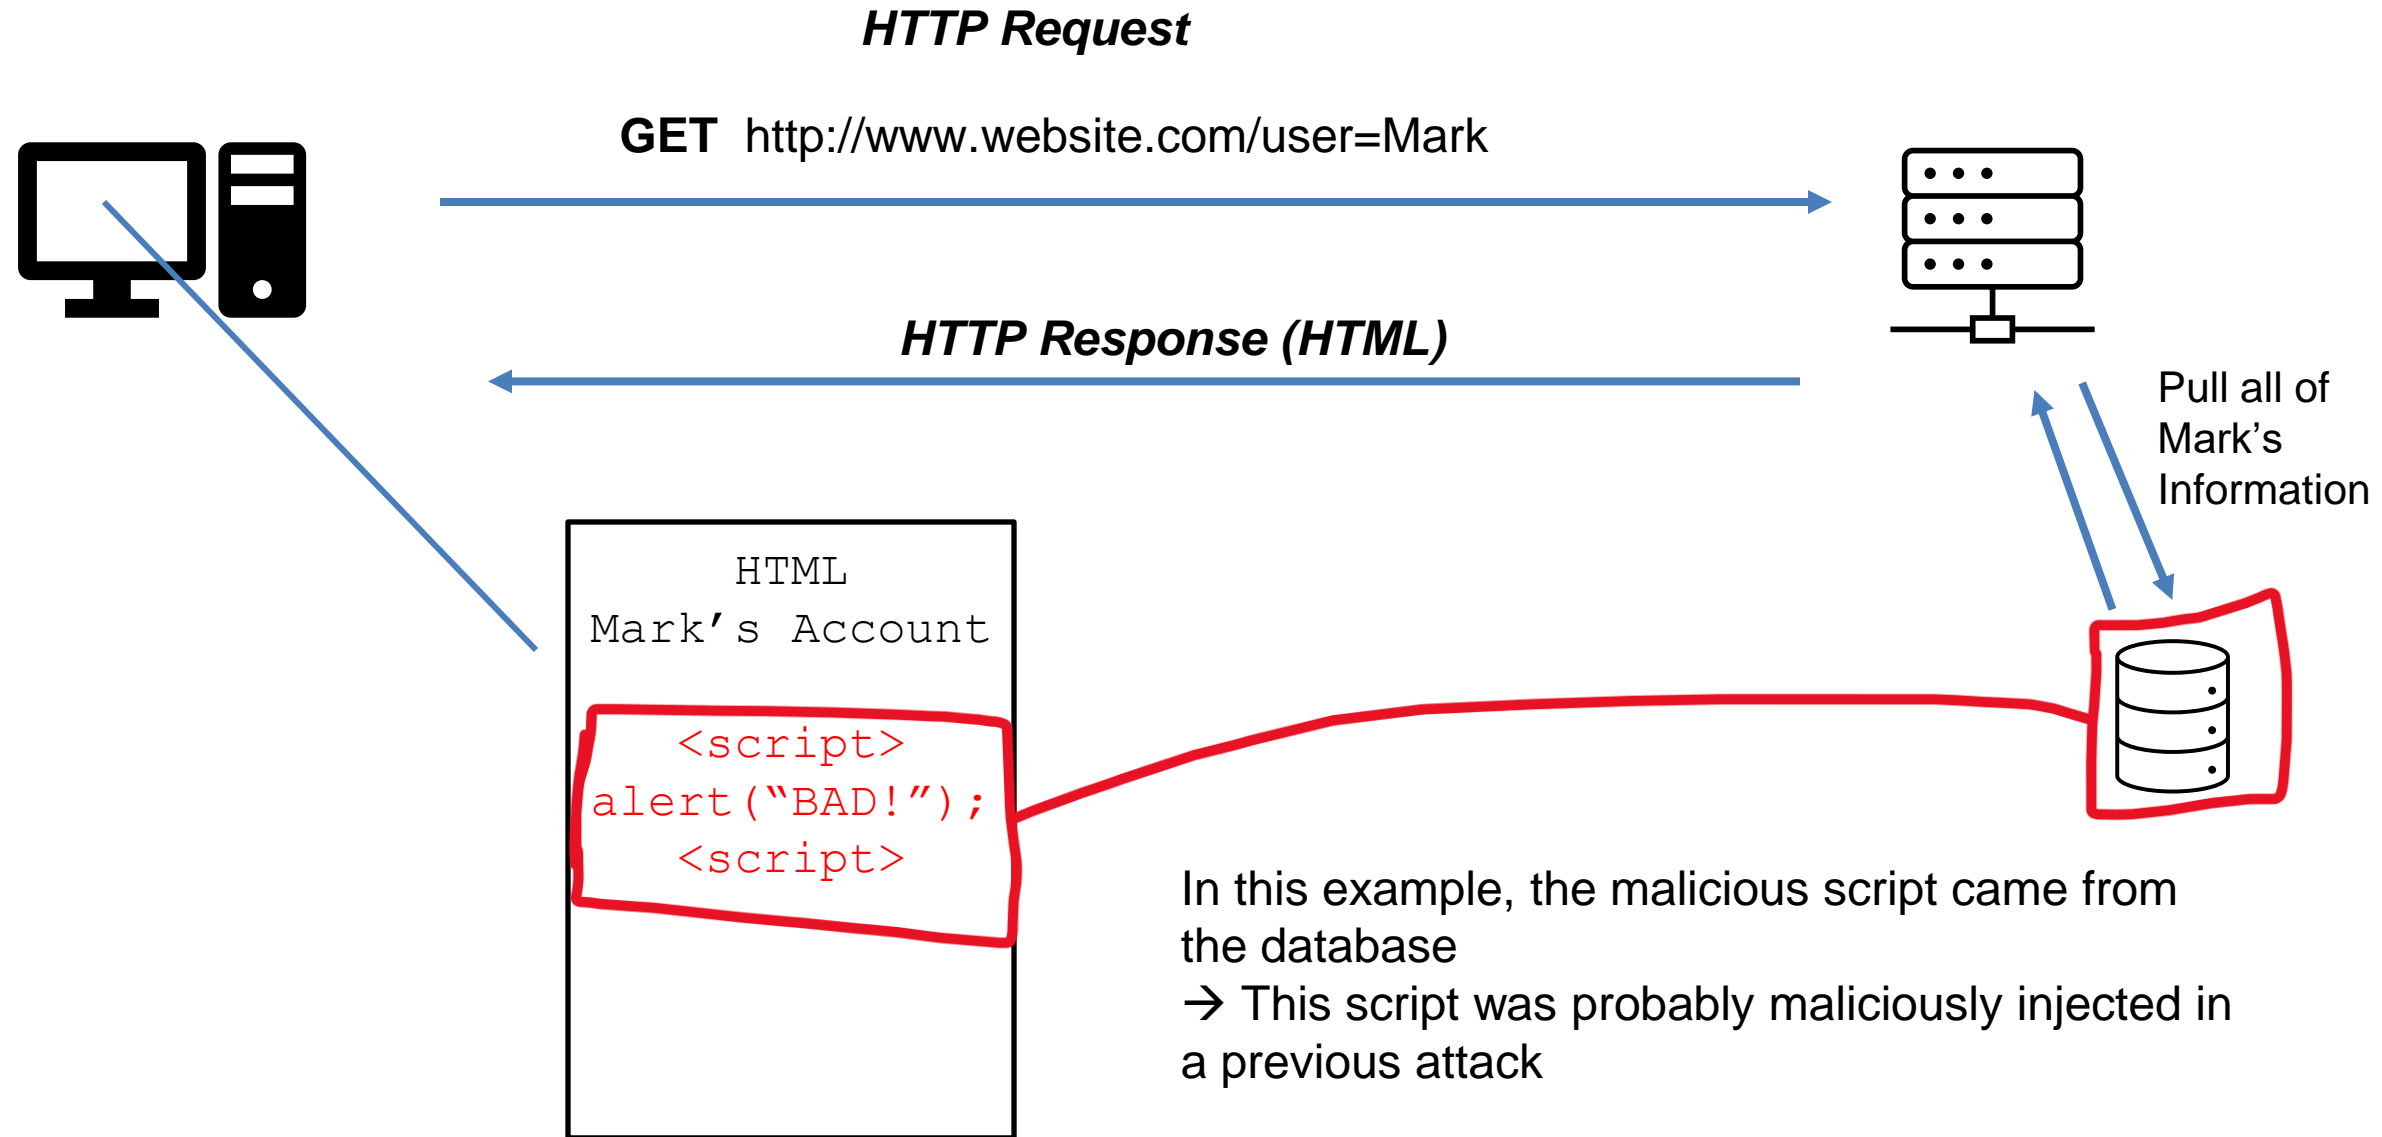 HTTP Request
GET http://www.website.com/user=Mark
HTTP Response (HTML)
Pull all of
Mark’s
Information
HTML
Mark’s Account
<script>
alert(“BAD!”);
<script>
In this example, the malicious script came from
the database
→ This script was probably maliciously injected in
a previous attack